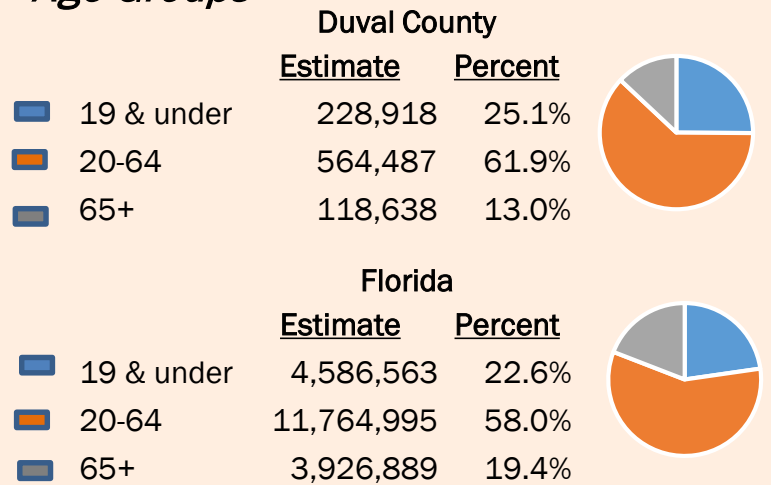 Age Groups
Duval County
Estimate Percent
19 & under 228,918 25.1%
20-64 564,487 61.9%
65+ 118,638 13.0%
Florida
Estimate Percent
19 & under 4,586,563 22.6%
20-64 11,764,995 58.0%
65+ 3,926,889 19.4%